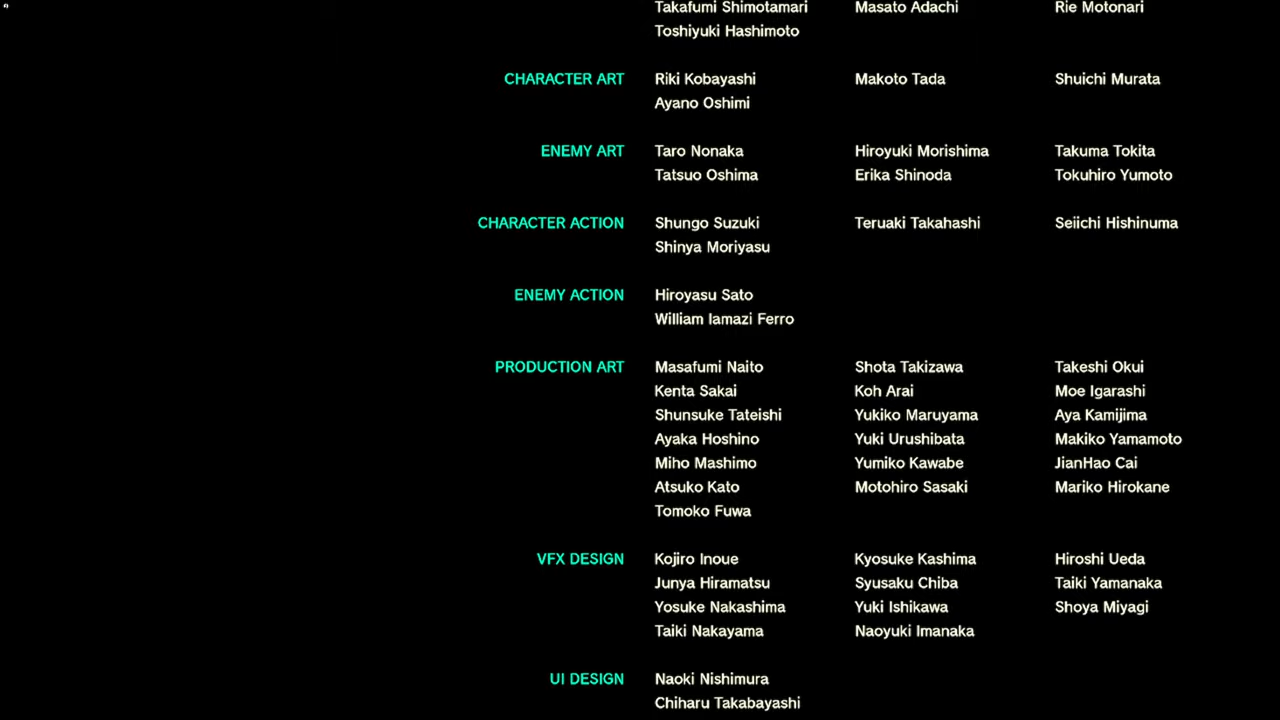 Takafumi Shimotamari Masato Adachi Rie Motonari
Toshiyuki Hashimoto
CHARACTER ART Riki Kobayashi Makoto Tada Shuichi Murata
Ayano Oshimi
ENEMY ART Taro Nonaka Hiroyuki Morishima Takuma Tokita
Tatsuo Oshima Erika Shinoda Tokuhiro Yumoto
CHARACTER ACTION Shungo Suzuki Teruaki Takahashi Seiichi Hishinuma
Shinya Moriyasu
ENEMY ACTION Hiroyasu Sato
William Iamazi Ferro
PRODUCTION ART Masafumi Naito Shota Takizawa Takeshi Okui
Kenta Sakai Koh Arai Moe Igarashi
Shunsuke Tateishi Yukiko Maruyama Aya Kamijima
Ayaka Hoshino Yuki Urushibata Makiko Yamamoto
Miho Mashimo Yumiko Kawabe JianHao Cai
Atsuko Kato Motohiro Sasaki Mariko Hirokane
Tomoko Fuwa
VFX DESIGN Kojiro Inoue Kyosuke Kashima Hiroshi Ueda
Junya Hiramatsu Syusaku Chiba Taiki Yamanaka
Yosuke Nakashima Yuki Ishikawa Shoya Miyagi
Taiki Nakayama Naoyuki Imanaka
UI DESIGN Naoki Nishimura
Chiharu Takabayashi